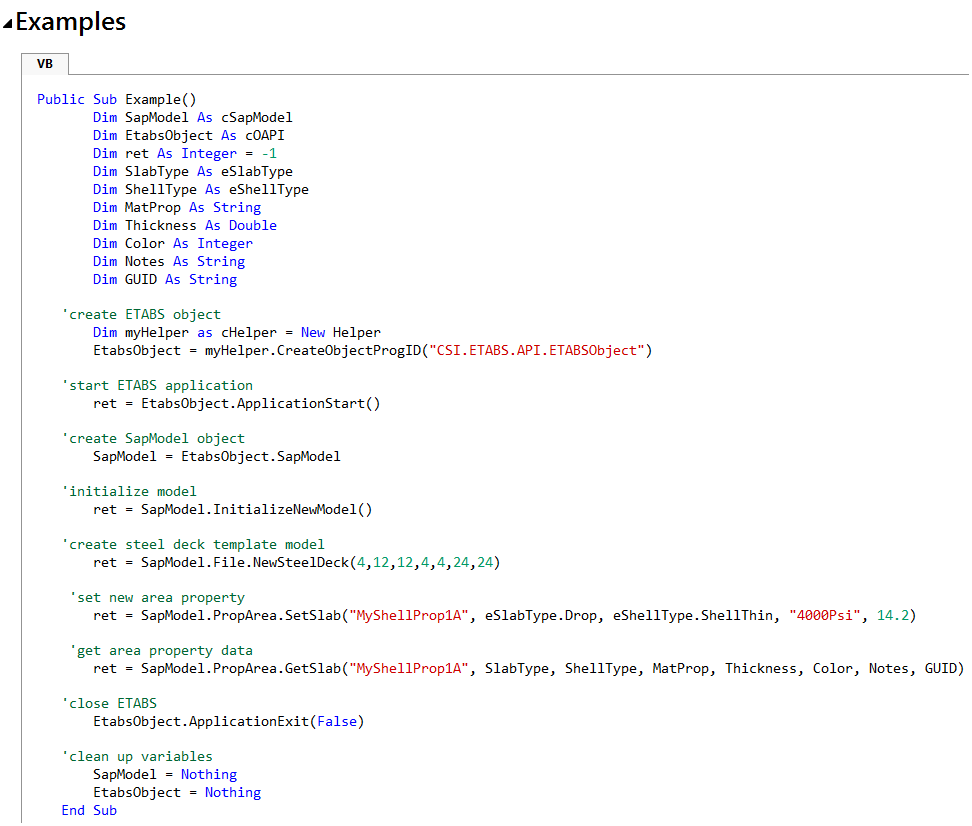 Examples
VB
Public Sub Example()
Dim SapModel As cSapModel
Dim EtabsObject As cOAPI
Dim ret As Integer = -1
Dim SlabType As eSlabType
Dim ShellType As eShellType
Dim MatProp As String
Dim Thickness As Double
Dim Color As Integer
Dim Notes As String
Dim GUID As String
'create ETABS object
Dim myHelper as cHelper = New Helper
EtabsObject = myHelper.CreateObjectProgID("CSI.ETABS.API.ETABSObject")
'start ETABS application
ret = EtabsObject.ApplicationStart()
'create SapModel object
SapModel = EtabsObject.SapModel
'initialize model
ret = SapModel.InitializeNewModel()
'create steel deck template model
ret = SapModel.File.NewSteelDeck(4,12,12,4,4,24,24)
'set new area property
ret = SapModel.PropArea.SetSlab("MyShellProp1A", eSlabType.Drop, eShellType.ShellThin, "4000Psi", 14.2)
'get area property data
ret = SapModel.PropArea.GetSlab("MyShellProp1A", SlabType, ShellType, MatProp, Thickness, Color, Notes, GUID)
'close ETABS
EtabsObject.ApplicationExit(False)
'clean up variables
SapModel = Nothing
EtabsObject = Nothing
End Sub